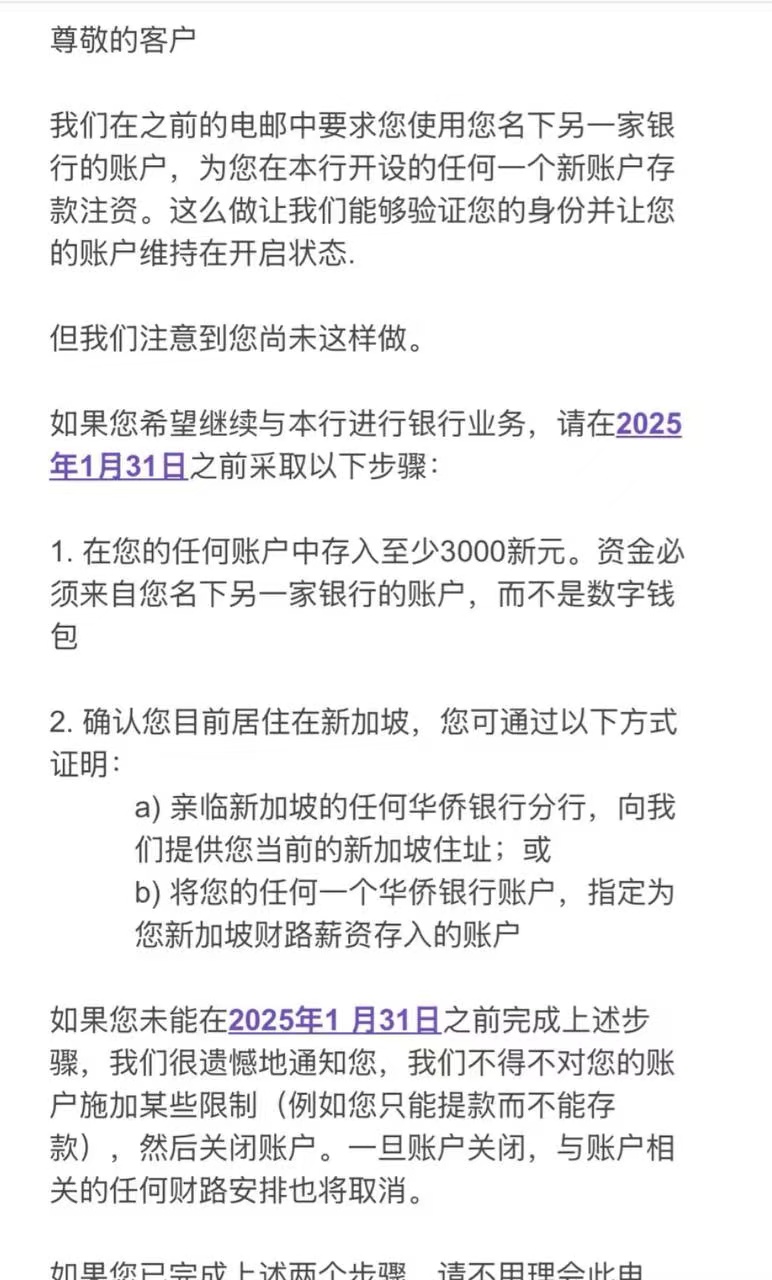 尊敬的客户
我们在之前的电邮中要求您使用您名下另一家银
行的账户，为您在本行开设的任何一个新账户存
款注资。这么做让我们能够验证您的身份并让您
的账户维持在开启状态.
但我们注意到您尚未这样做。
如果您希望继续与本行进行银行业务，请在2025
年1月31日之前采取以下步骤：
1. 在您的任何账户中存入至少3000新元。资金必
须来自您名下另一家银行的账户，而不是数字钱
包
2. 确认您目前居住在新加坡，您可通过以下方式
证明：
a) 亲临新加坡的任何华侨银行分行，向我
们提供您当前的新加坡住址；或
b) 将您的任何一个华侨银行账户，指定为
您新加坡财路薪资存入的账户
如果您未能在2025年1 月31日之前完成上述步
骤，我们很遗憾地通知您，我们不得不对您的账
户施加某些限制（例如您只能提款而不能存
款），然后关闭账户。一旦账户关闭，与账户相
关的任何财路安排也将取消。
如果您已完成上述两个步骤，请不用理会此电